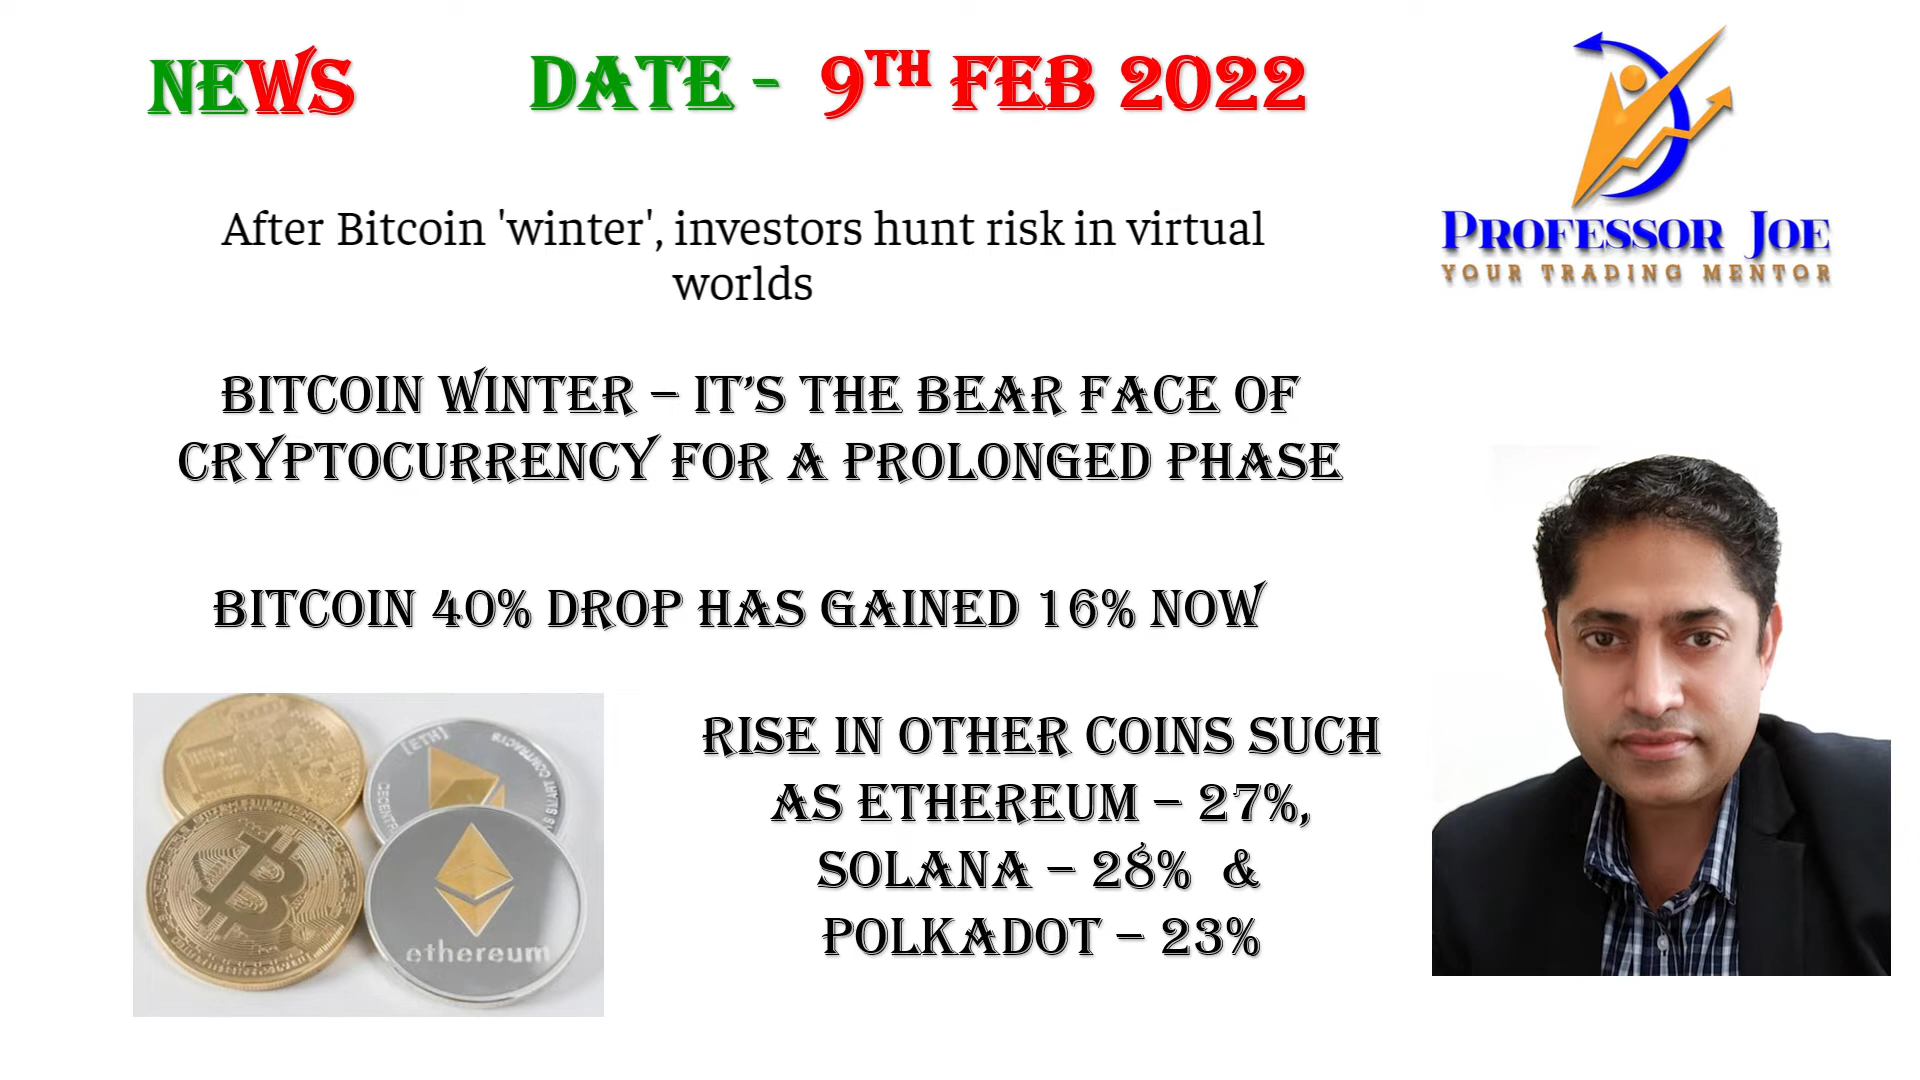 NEWS
DATE - 9TH FEB 2022
PROFESSOR JOE
YOUR TRADING MENTOR
After Bitcoin 'winter', investors hunt risk in virtual
worlds
BITCOIN WINTER – IT’S THE BEAR FACE OF
CRYPTOCURRENCY FOR A PROLONGED PHASE
BITCOIN 40% DROP HAS GAINED 16% NOW
RISE IN OTHER COINS SUCH
AS ETHEREUM – 27%,
SOLANA – 28% &
POLKADOT – 23%
[ETH]
ethereum